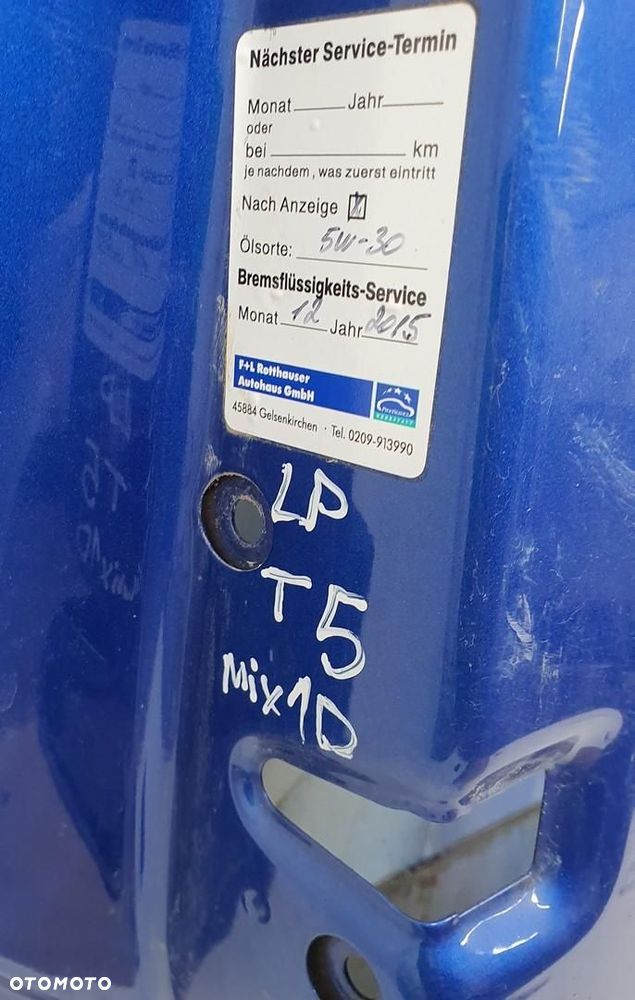 Nächster Service-Termin
Monat Jahr
oder
bei km
je nachdem, was zuerst eintritt
Nach Anzeige
Ölsorte: 5W-30
Bremsflüssigkeits-Service
Monat 12 Jahr 2015
F+L Rotthauser
Autohaus GmbH
45884 Gelsenkirchen · Tel. 0209-913990
LP
T5
Mix10
OTOMOTO